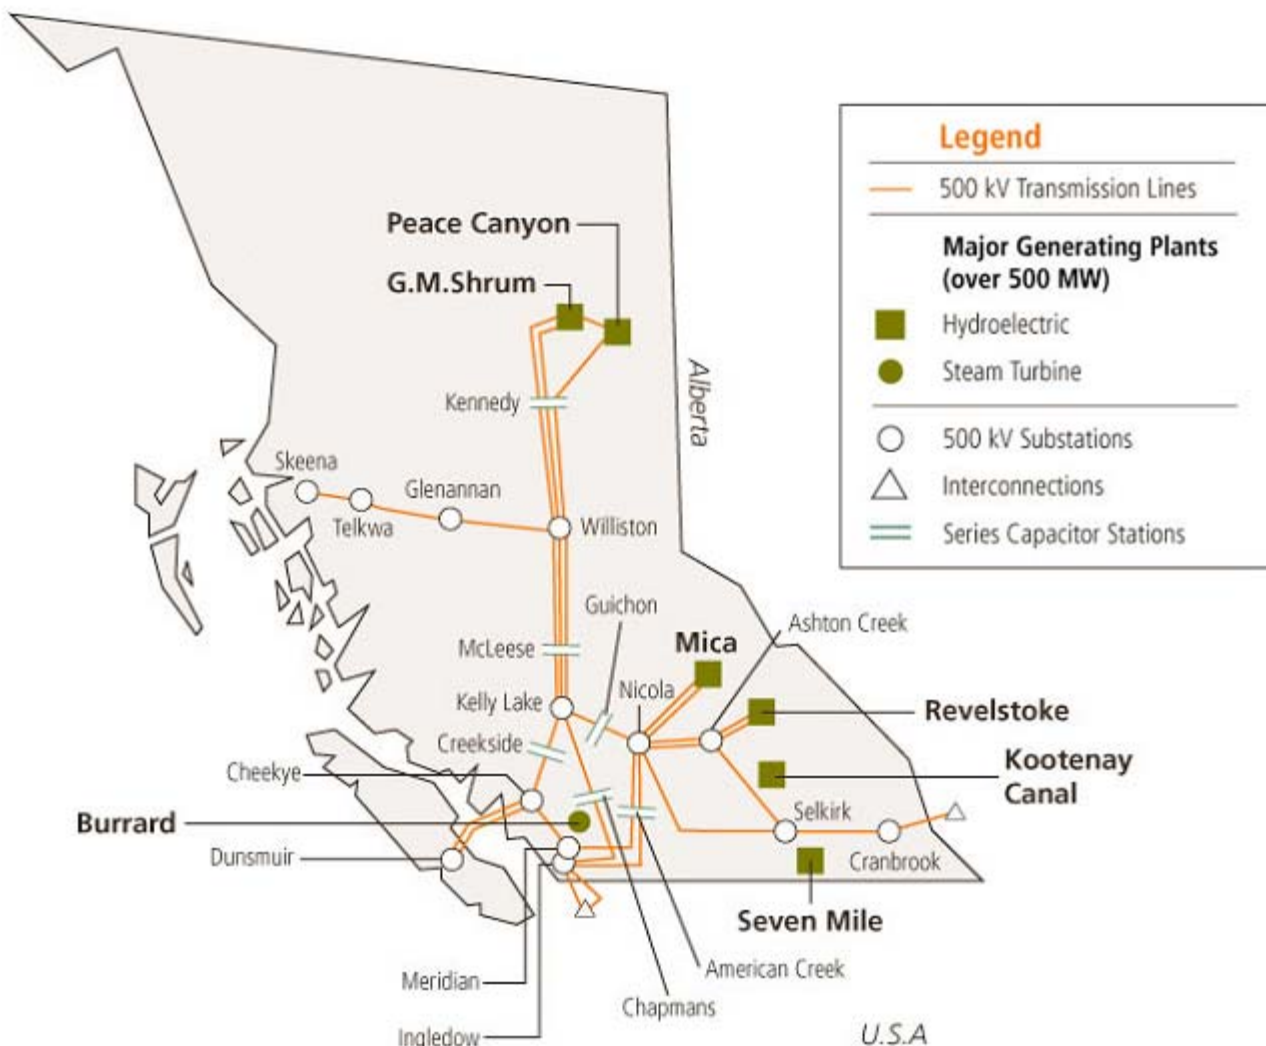 Legend
500 kV Transmission Lines
Major Generating Plants
(over 500 MW)
Hydroelectric
Steam Turbine
500 kV Substations
Interconnections
Series Capacitor Stations
Peace Canyon
G.M.Shrum
Alberta
Kennedy
Skeena
Glenannan
Telkwa
Williston
Guichon
Ashton Creek
McLeese
Mica
Nicola
Kelly Lake
Revelstoke
Creekside
Kootenay
Canal
Cheekye
Selkirk
Burrard
Dunsmuir
Cranbrook
Seven Mile
American Creek
Meridian
Chapmans
Ingledow
U.S.A